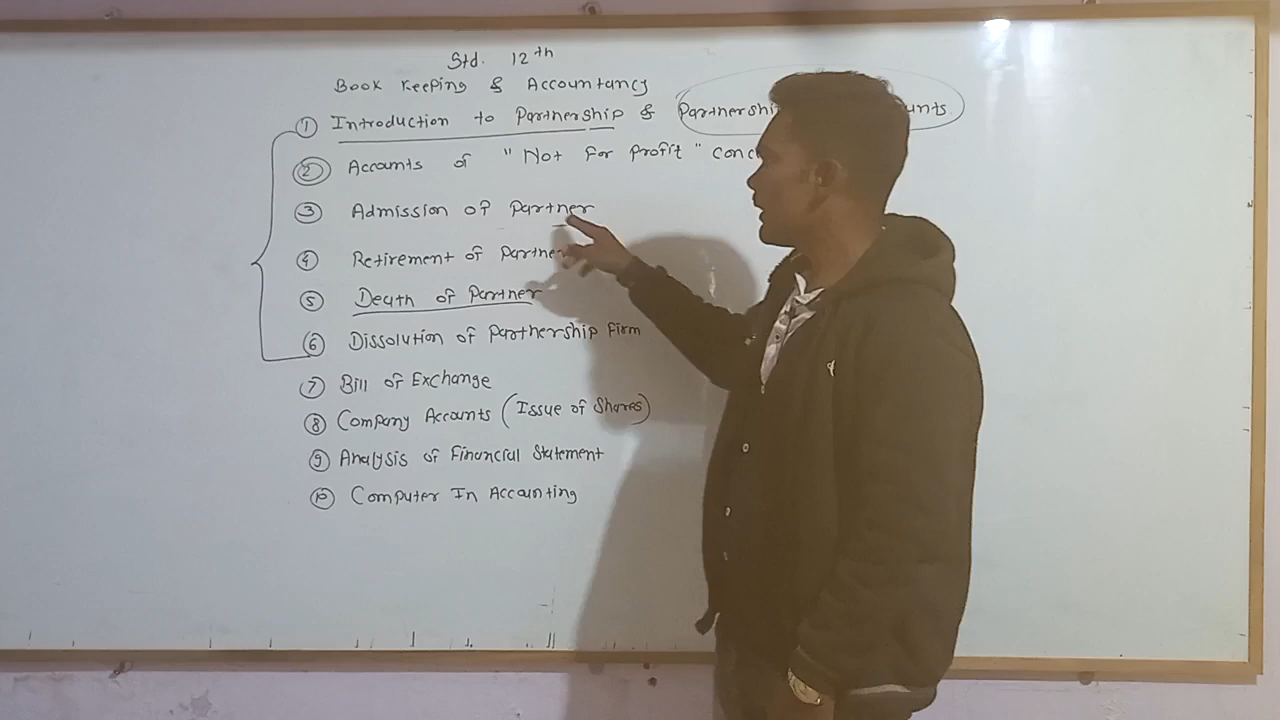 Std. 12th
Book Keeping & Accountancy
① Introduction to Partnership & Partnershi unts
② Accounts of "Not For Profit" Conc
③ Admission of Partner
④ Retirement of Partner
⑤ Death of Partner
⑥ Dissolution of Partnership Firm
⑦ Bill of Exchange
⑧ Company Accounts (Issue of Shares)
⑨ Analysis of Financial Statement
⑩ Computer In Accounting